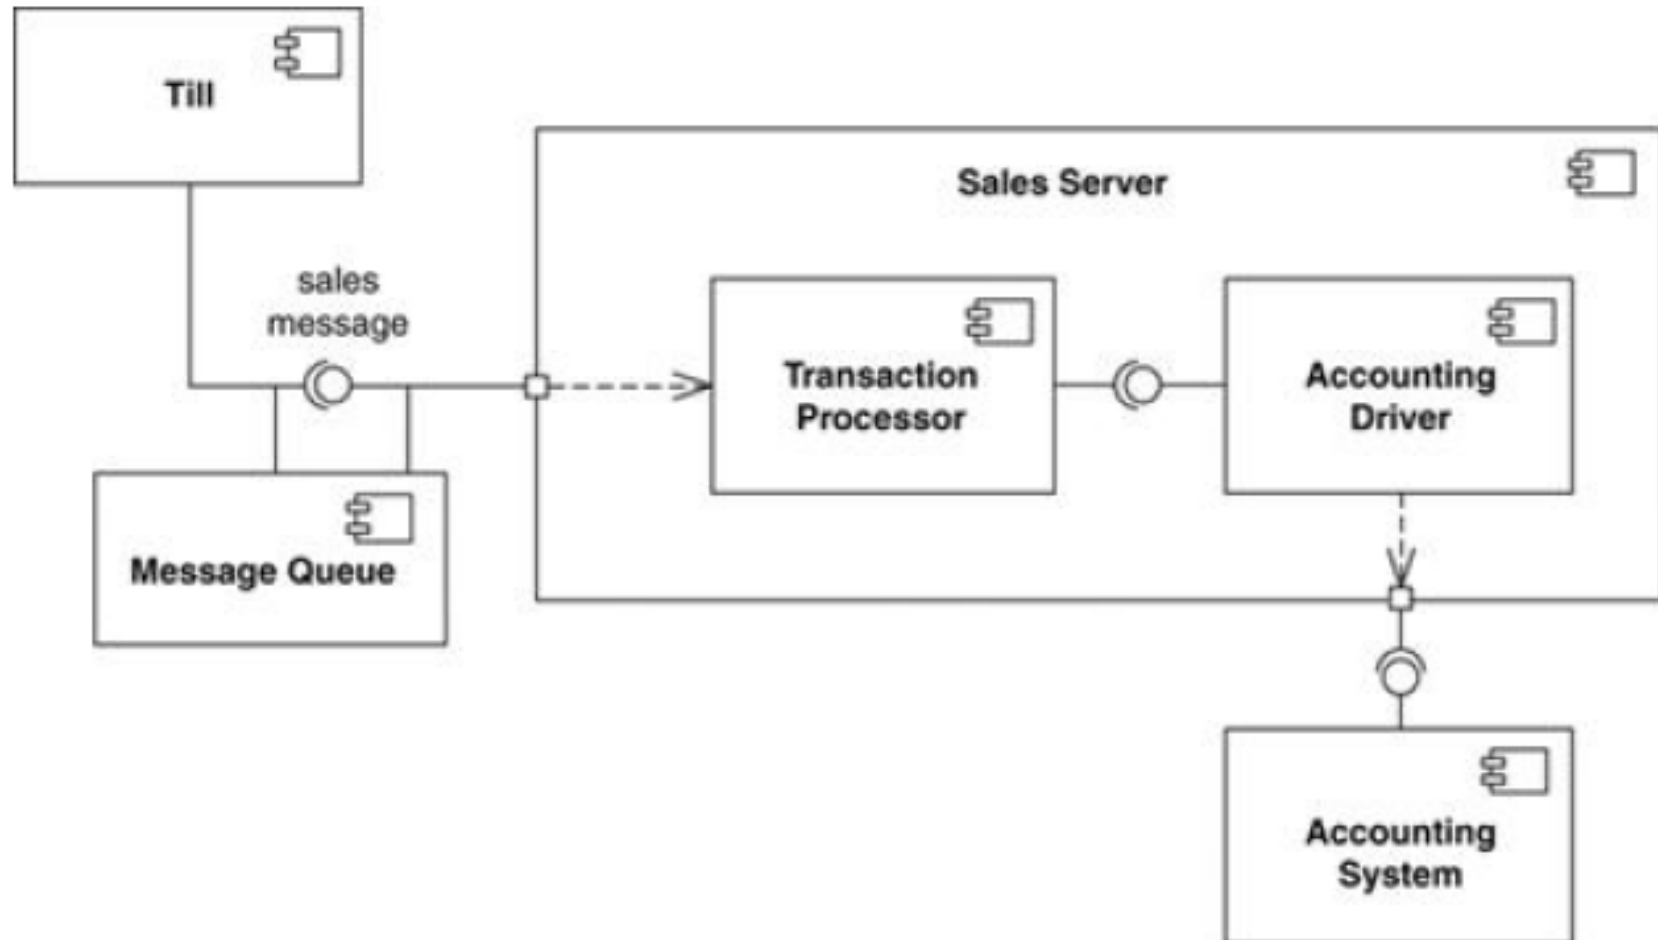 Till
Sales Server
sales
message
Transaction
Processor
Accounting
Driver
Message Queue
Accounting
System